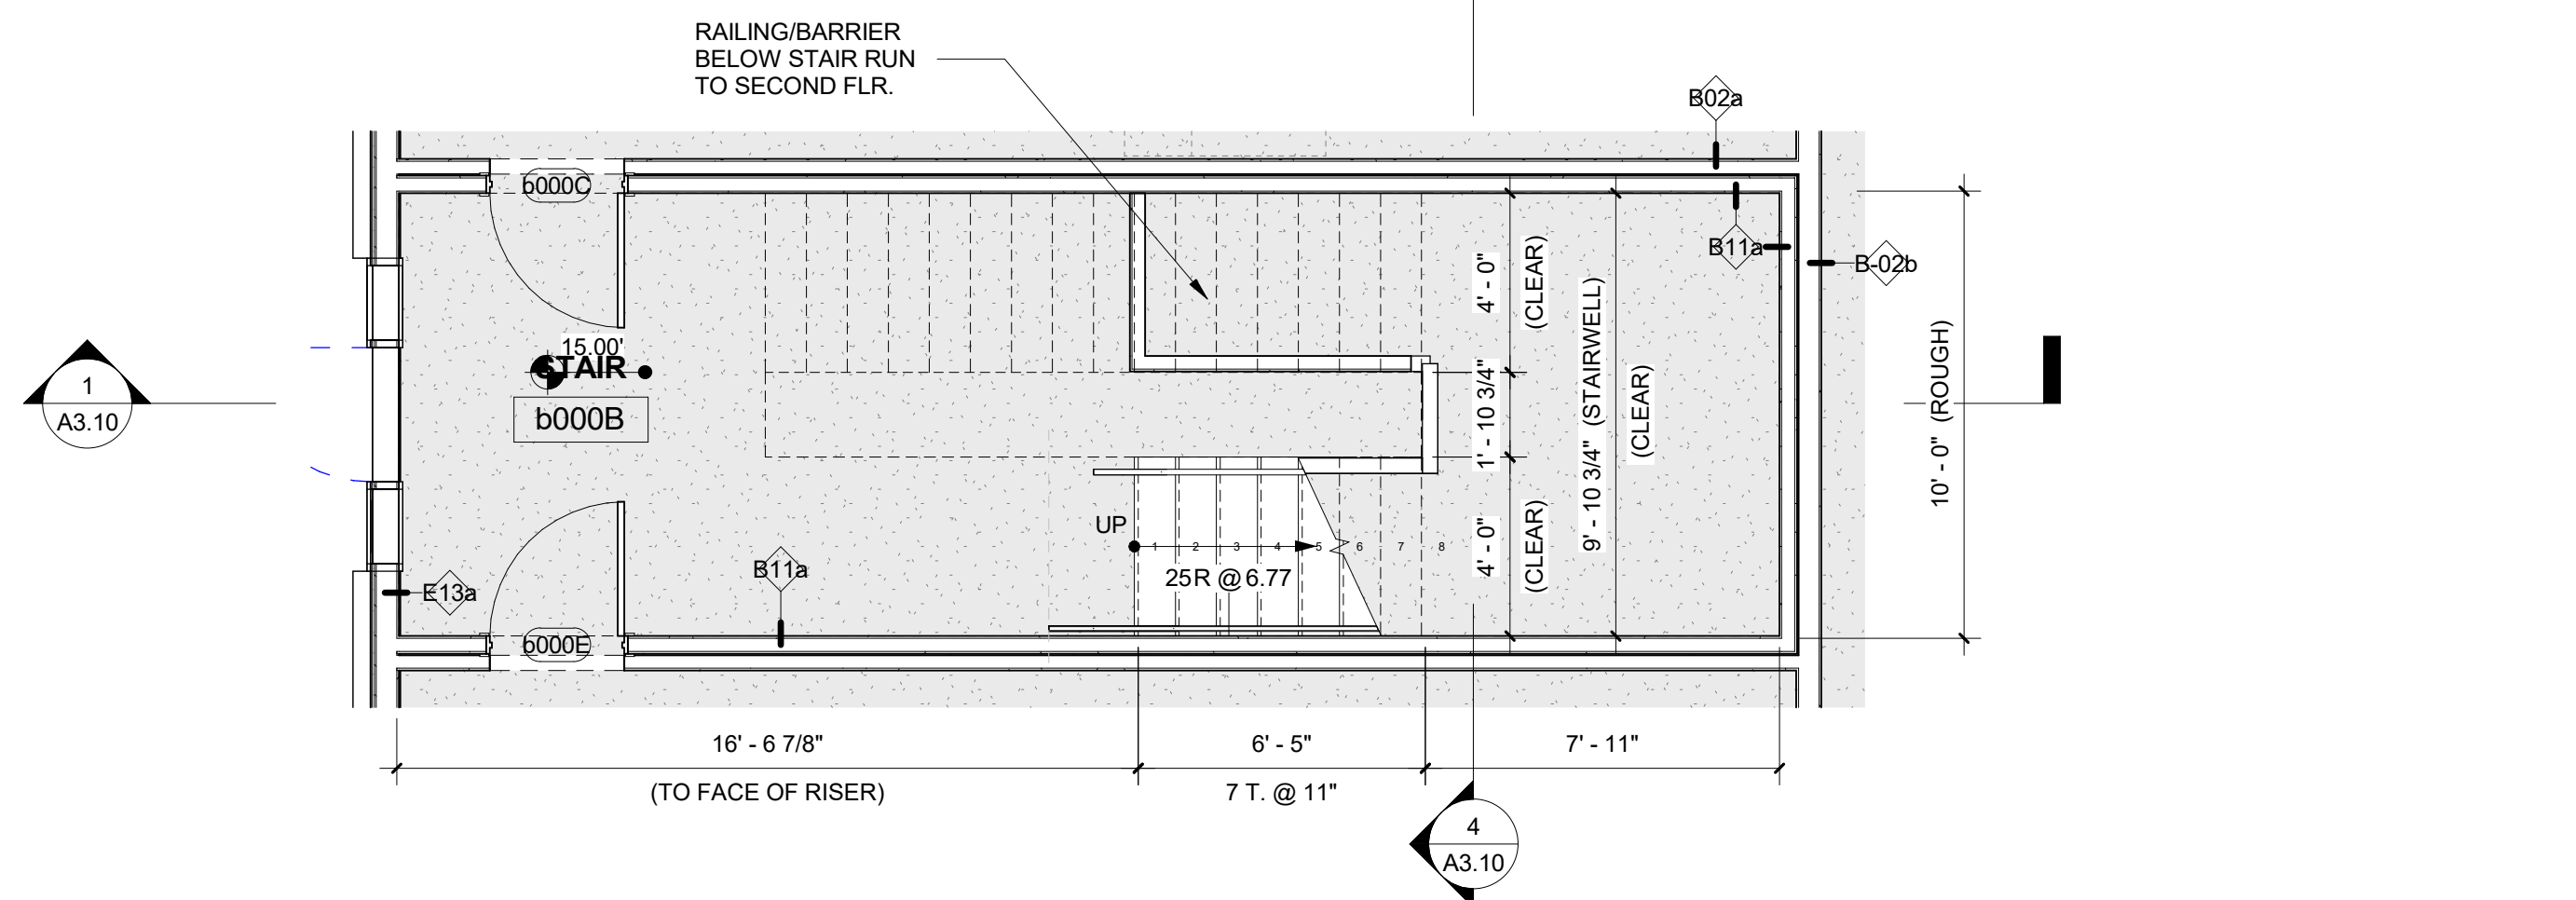 RAILING/BARRIER
BELOW STAIR RUN
TO SECOND FLR.
B02a
b000C
B11a
B-02b
4' - 0"
(CLEAR)
1' - 10 3/4"
9' - 10 3/4" (STAIRWELL)
(CLEAR)
10' - 0" (ROUGH)
15.00'
STAIR
b000B
1
A3.10
UP
1 2 3 4 5 6 7 8
25R @ 6.77
4' - 0"
(CLEAR)
B11a
E13a
b000E
16' - 6 7/8"
(TO FACE OF RISER)
6' - 5"
7 T. @ 11"
7' - 11"
4
A3.10